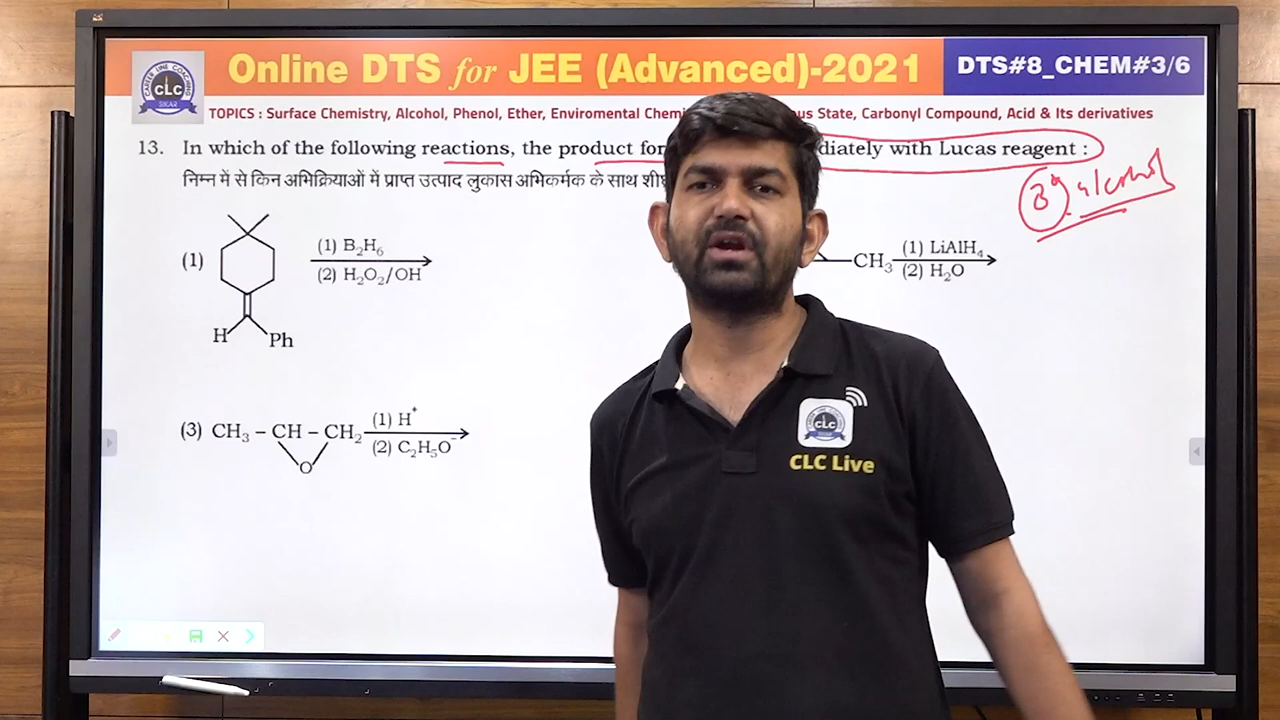 Online DTS for JEE (Advanced)-2021
DTS#8_CHEM#3/6
CAREER LINE COACHING
CLC
SIKAR
TOPICS : Surface Chemistry, Alcohol, Phenol, Ether, Enviromental Chemi us State, Carbonyl Compound, Acid & Its derivatives
13. In which of the following reactions, the product for diately with Lucas reagent :
निम्न में से किन अभिक्रियाओं में प्राप्त उत्पाद लुकास अभिकर्मक के साथ
3° alcohol
(1) (1) B₂H₆
(2) H₂O₂/OH⁻
H Ph
CH₃ (1) LiAlH₄
(2) H₂O
(3) CH₃ – CH – CH₂ (1) H⁺
(2) C₂H₅O⁻
O
CLC
CLC Live